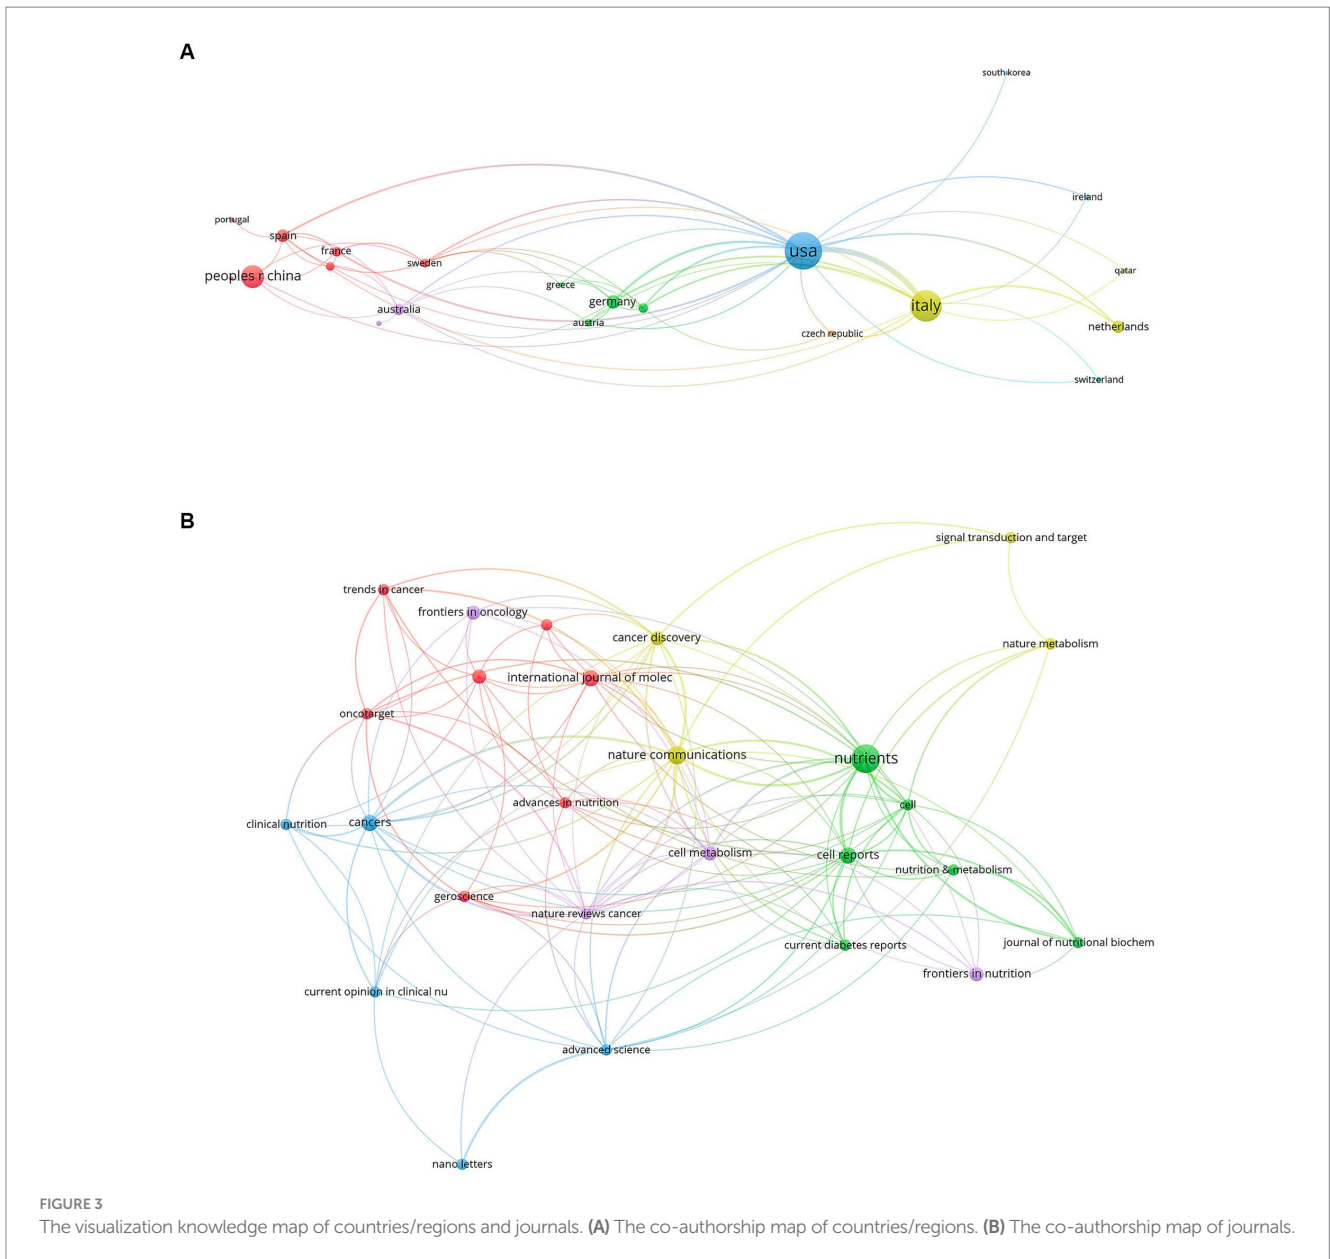 A
south korea
ireland
portugal
spain
france
sweden
usa
qatar
peoples r china
greece
germany
italy
australia
austria
czech republic
netherlands
switzerland
B
signal transduction and target
trends in cancer
frontiers in oncology
cancer discovery
nature metabolism
international journal of molec
oncotarget
nature communications
nutrients
advances in nutrition
cell
clinical nutrition
cancers
cell metabolism
cell reports
nutrition & metabolism
geroscience
nature reviews cancer
current diabetes reports
journal of nutritional biochem
frontiers in nutrition
current opinion in clinical nu
advanced science
nano letters
FIGURE 3
The visualization knowledge map of countries/regions and journals. (A) The co-authorship map of countries/regions. (B) The co-authorship map of journals.